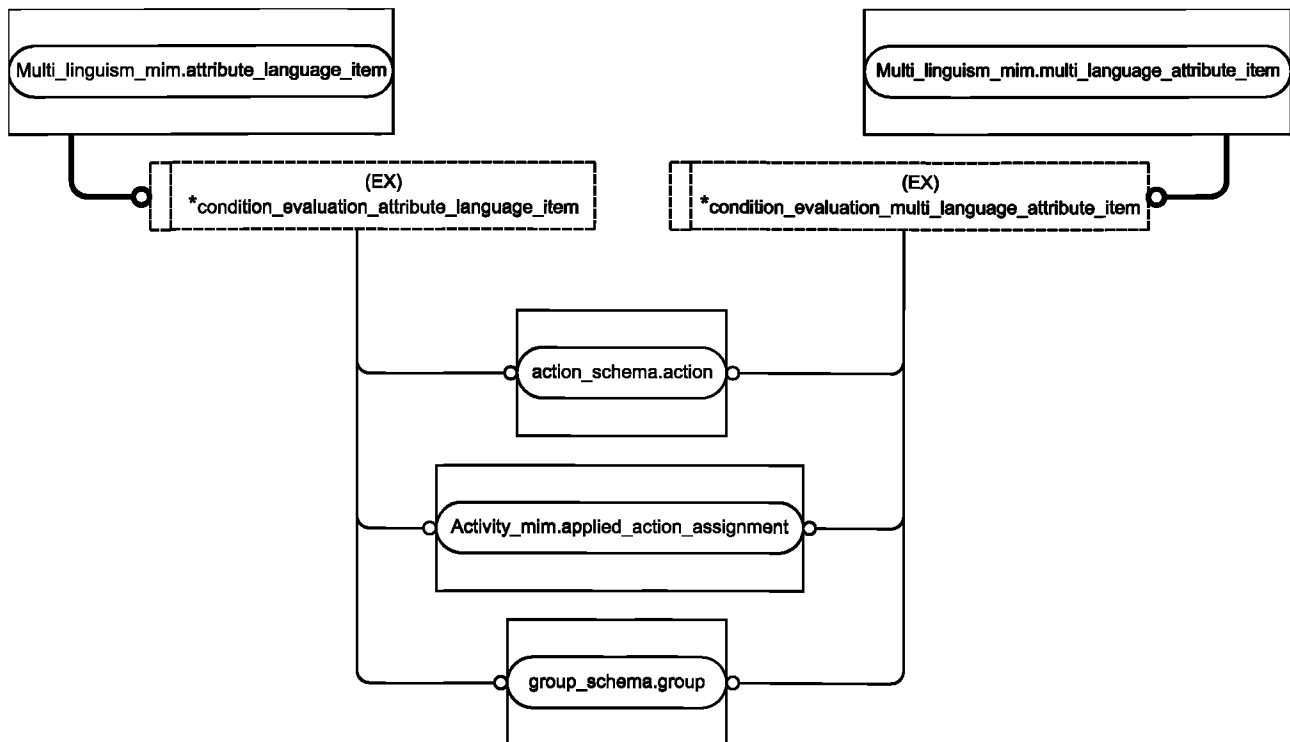 Multi_linguism_mim.attribute_language_item
Multi_linguism_mim.multi_language_attribute_item
(EX)
*condition_evaluation_attribute_language_item
(EX)
*condition_evaluation_multi_language_attribute_item
action_schema.action
Activity_mim.applied_action_assignment
group_schema.group